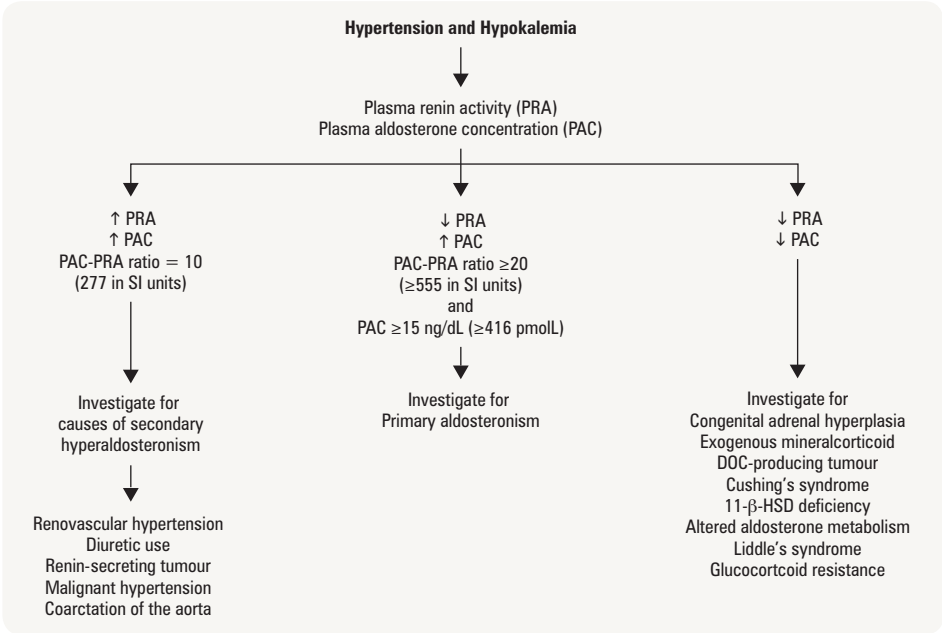 Hypertension and Hypokalemia
Plasma renin activity (PRA)
Plasma aldosterone concentration (PAC)
↑ PRA
↑ PAC
PAC-PRA ratio = 10
(277 in SI units)
Investigate for
causes of secondary
hyperaldosteronism
Renovascular hypertension
Diuretic use
Renin-secreting tumour
Malignant hypertension
Coarctation of the aorta
↓ PRA
↑ PAC
PAC-PRA ratio ≥20
(≥555 in SI units)
and
PAC ≥15 ng/dL (≥416 pmolL)
Investigate for
Primary aldosteronism
↓ PRA
↓ PAC
Investigate for
Congenital adrenal hyperplasia
Exogenous mineralcorticoid
DOC-producing tumour
Cushing's syndrome
11-β-HSD deficiency
Altered aldosterone metabolism
Liddle's syndrome
Glucocortcoid resistance